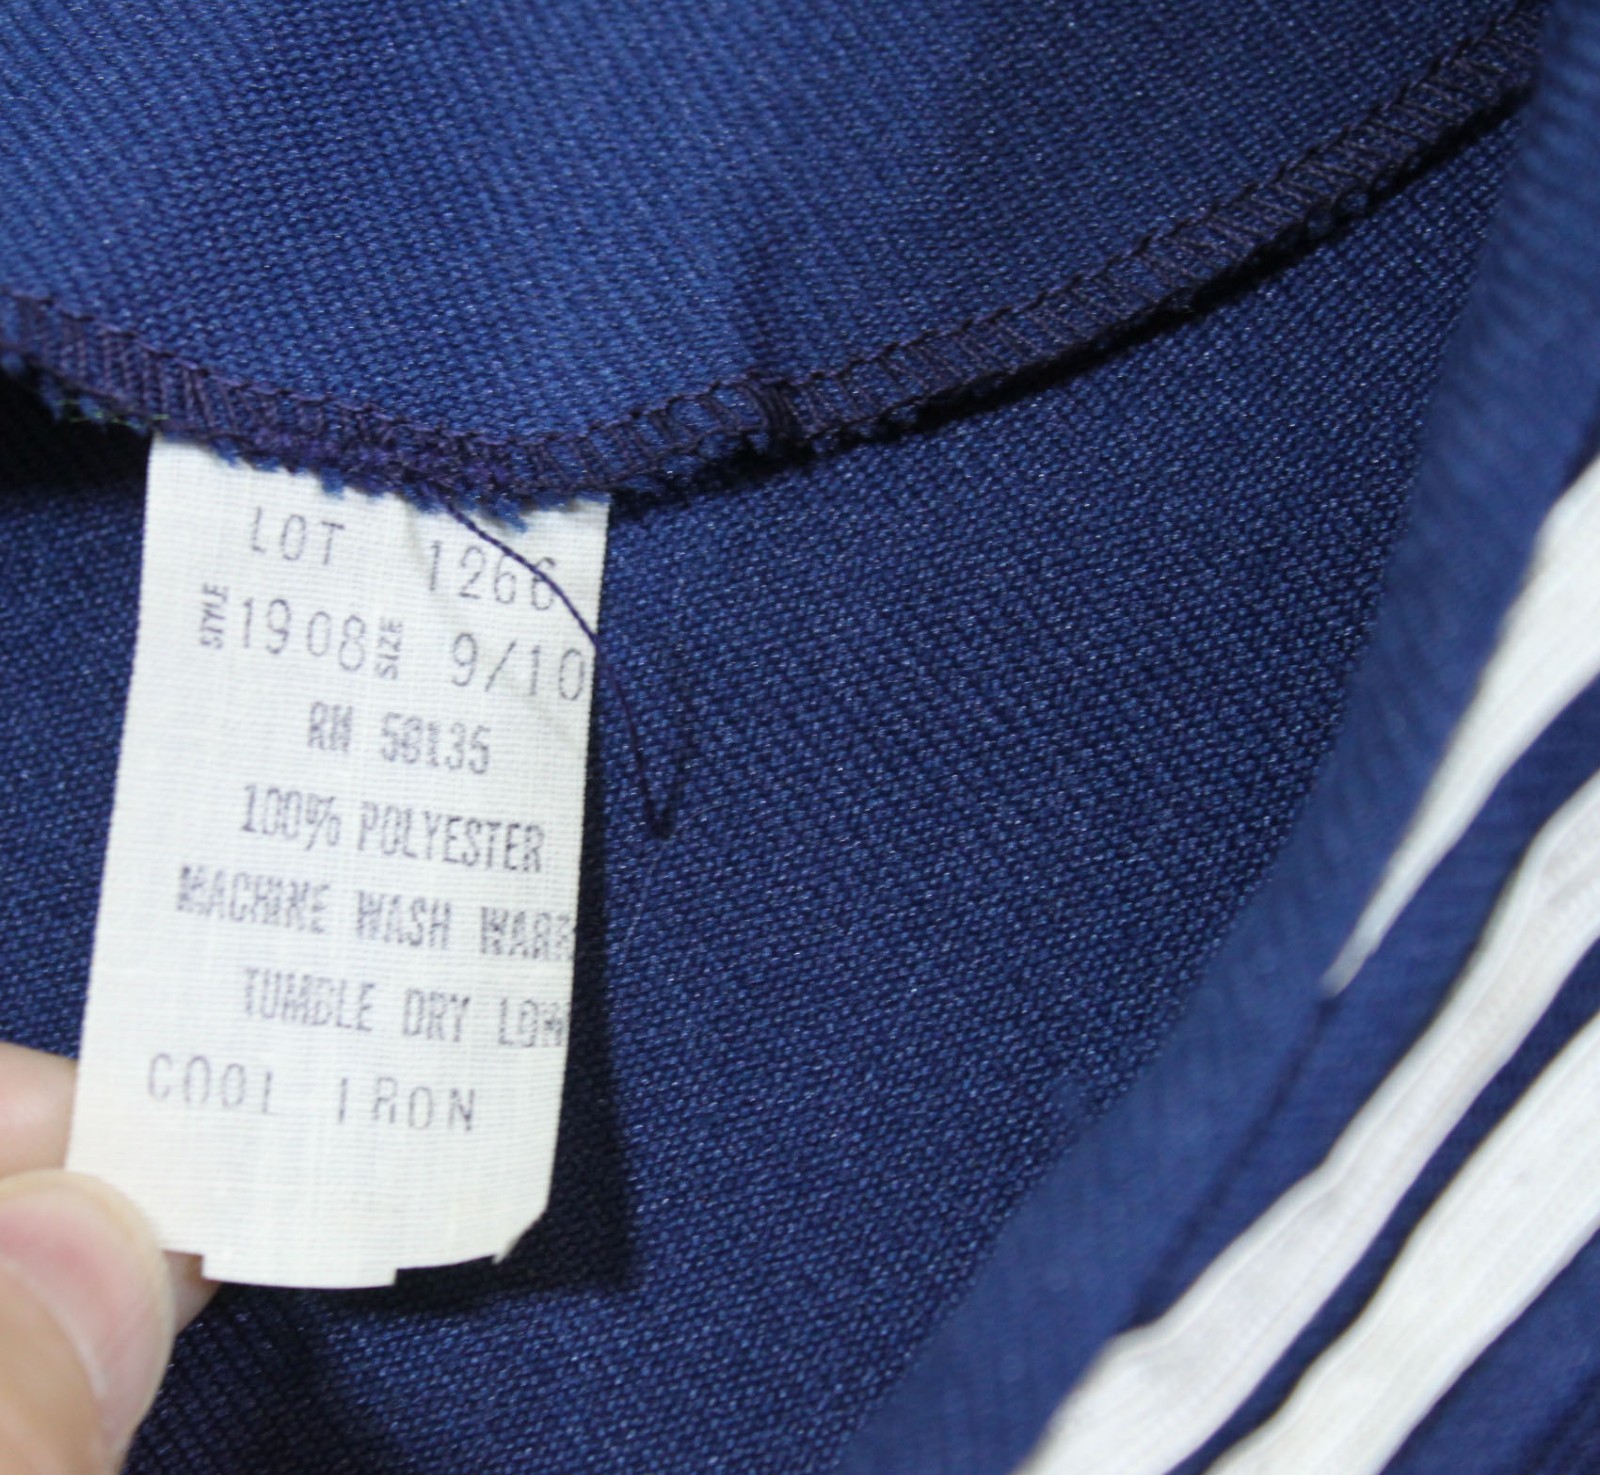 LOT 1266
STYLE 1908 SIZE 9/10
RN 58135
100% POLYESTER
MACHINE WASH WARM
TUMBLE DRY LOW
COOL IRON